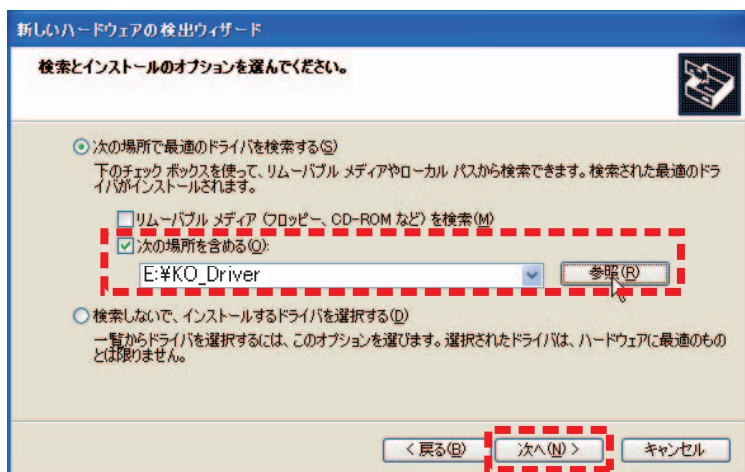 新しいハードウェアの検出ウィザード
検索とインストールのオプションを選んでください。
次の場所で最適のドライバを検索する(S)
下のチェック ボックスを使って、リムーバブル メディアやローカル パスから検索できます。検索された最適のドラ
イバがインストールされます。
リムーバブル メディア (フロッピー、CD-ROM など) を検索(M)
次の場所を含める(O):
E:¥KO_Driver
参照(R)
検索しないで、インストールするドライバを選択する(D)
一覧からドライバを選択するには、このオプションを選びます。選択されたドライバは、ハードウェアに最適のもの
とは限りません。
< 戻る(B) 次へ(N) > キャンセル